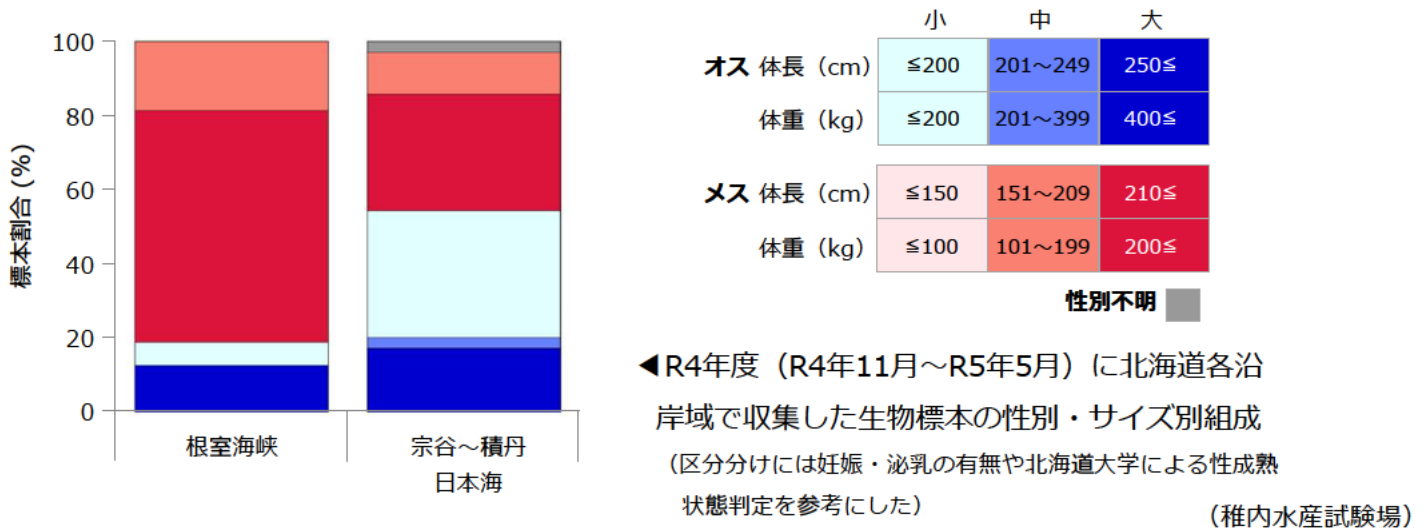 標本割合 (%)
100
80
60
40
20
0
根室海峡
宗谷～積丹
日本海
小 中 大
オス 体長（cm） ≦200 201～249 250≦
体重（kg） ≦200 201～399 400≦
メス 体長（cm） ≦150 151～209 210≦
体重（kg） ≦100 101～199 200≦
性別不明
◀R4年度（R4年11月～R5年5月）に北海道各沿
岸域で収集した生物標本の性別・サイズ別組成
（区分分けには妊娠・泌乳の有無や北海道大学による性成熟
状態判定を参考にした）
（稚内水産試験場）